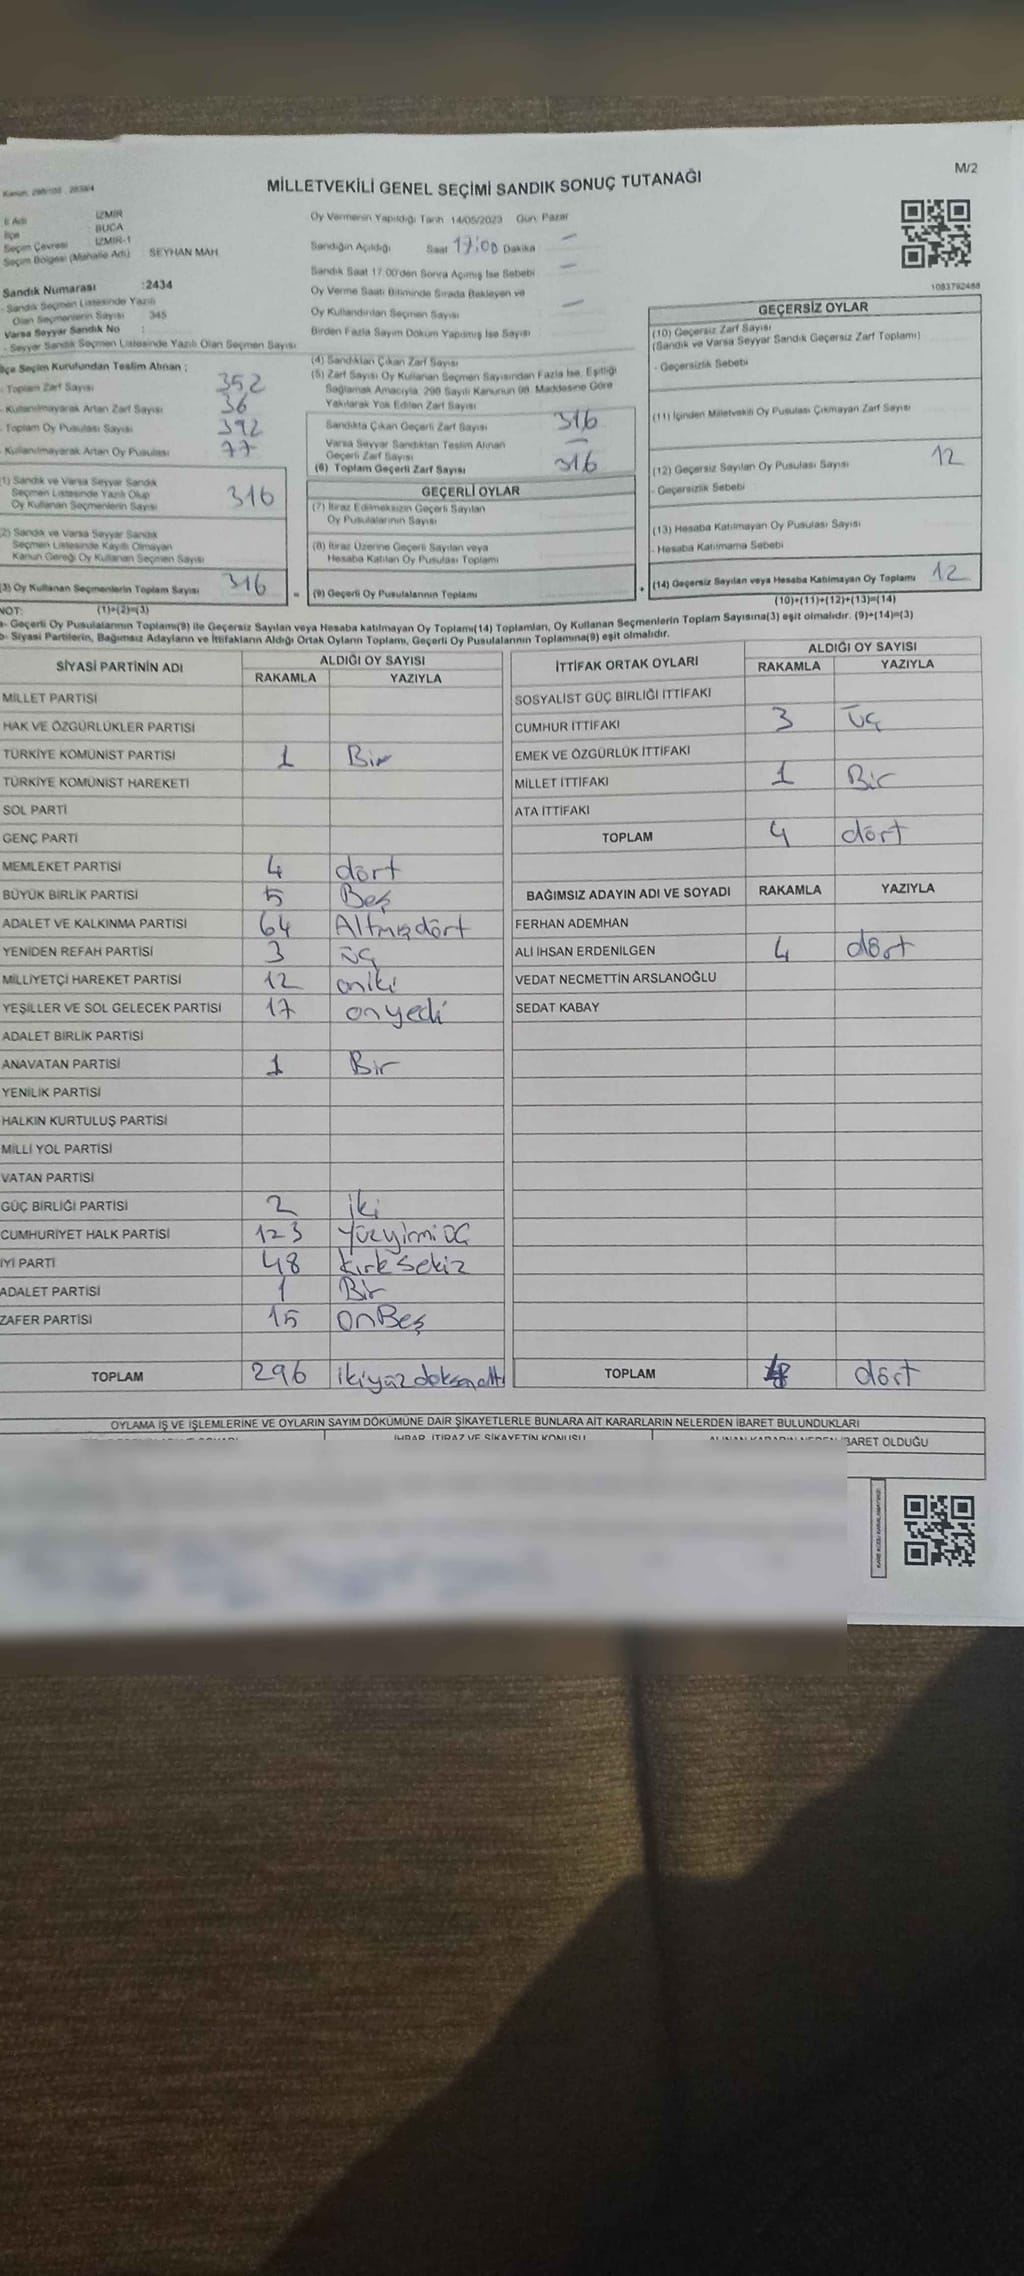 M/2
MİLLETVEKİLİ GENEL SEÇİMİ SANDIK SONUÇ TUTANAĞI
İl Adı : İZMİR
İlçe : BUCA
Seçim Çevresi : İZMİR-1
Seçim Bölgesi (Mahalle Adı) SEYHAN MAH.
Sandık Numarası :2434
- Sandık Seçmen Listesinde Yazılı
Olan Seçmenlerin Sayısı 345
Varsa Seyyar Sandık No :
- Seyyar Sandık Seçmen Listesinde Yazılı Olan Seçmen Sayısı
Oy Vermenin Yapıldığı Tarih 14/05/2023 Gün: Pazar
Sandığın Açıldığı Saat 17:00 Dakika —
Sandık Saat 17.00'den Sonra Açmış İse Sebebi —
Oy Verme Saati Bitiminde Sırada Bekleyen ve
Oy Kullandırılan Seçmen Sayısı —
Birden Fazla Sayım Döküm Yapılmış İse Sayısı
1083792488
İlçe Seçim Kurulundan Teslim Alınan ;
- Toplam Zarf Sayısı 352
- Kullanılmayarak Artan Zarf Sayısı 36
- Toplam Oy Pusulası Sayısı 392
- Kullanılmayarak Artan Oy Pusulası 77
(1) Sandık ve Varsa Seyyar Sandık
Seçmen Listesinde Yazılı Olup
Oy Kullanan Seçmenlerin Sayısı 316
(2) Sandık ve Varsa Seyyar Sandık
Seçmen Listesinde Kayıtlı Olmayan
Kanun Gereği Oy Kullanan Seçmen Sayısı
(3) Oy Kullanan Seçmenlerin Toplam Sayısı 316
(4) Sandıktan Çıkan Zarf Sayısı
(5) Zarf Sayısı Oy Kullanan Seçmen Sayısından Fazla İse, Eşitliği
Sağlamak Amacıyla, 298 Sayılı Kanunun 98. Maddesine Göre
Yakılarak Yok Edilen Zarf Sayısı
Sandıkta Çıkan Geçerli Zarf Sayısı 316
Varsa Seyyar Sandıktan Teslim Alınan
Geçerli Zarf Sayısı —
(6) Toplam Geçerli Zarf Sayısı 316
GEÇERLİ OYLAR
(7) İtiraz Edilmeksizin Geçerli Sayılan
Oy Pusulalarının Sayısı
(8) İtiraz Üzerine Geçerli Sayılan veya
Hesaba Katılan Oy Pusulası Toplamı
= (9) Geçerli Oy Pusulalarının Toplamı
GEÇERSİZ OYLAR
(10) Geçersiz Zarf Sayısı
(Sandık ve Varsa Seyyar Sandık Geçersiz Zarf Toplamı)
- Geçersizlik Sebebi
(11) İçinden Milletvekili Oy Pusulası Çıkmayan Zarf Sayısı
(12) Geçersiz Sayılan Oy Pusulası Sayısı 12
- Geçersizlik Sebebi
(13) Hesaba Katılmayan Oy Pusulası Sayısı
- Hesaba Katılmama Sebebi
+ (14) Geçersiz Sayılan veya Hesaba Katılmayan Oy Toplamı 12
NOT: (1)+(2)=(3) (10)+(11)+(12)+(13)=(14)
a- Geçerli Oy Pusulalarının Toplamı(9) ile Geçersiz Sayılan veya Hesaba katılmayan Oy Toplamı(14) Toplamları, Oy Kullanan Seçmenlerin Toplam Sayısına(3) eşit olmalıdır. (9)+(14)=(3)
b- Siyasi Partilerin, Bağımsız Adayların ve İttifakların Aldığı Ortak Oyların Toplamı, Geçerli Oy Pusulalarının Toplamına(9) eşit olmalıdır.
SİYASİ PARTİNİN ADI ALDIĞI OY SAYISI
RAKAMLA YAZIYLA
MİLLET PARTİSİ
HAK VE ÖZGÜRLÜKLER PARTİSİ
TÜRKİYE KOMÜNİST PARTİSİ 1 Bir
TÜRKİYE KOMÜNİST HAREKETİ
SOL PARTİ
GENÇ PARTİ
MEMLEKET PARTİSİ 4 dört
BÜYÜK BİRLİK PARTİSİ 5 Beş
ADALET VE KALKINMA PARTİSİ 64 Altmışdört
YENİDEN REFAH PARTİSİ 3 üç
MİLLİYETÇİ HAREKET PARTİSİ 12 oniki
YEŞİLLER VE SOL GELECEK PARTİSİ 17 onyedi
ADALET BİRLİK PARTİSİ
ANAVATAN PARTİSİ 1 Bir
YENİLİK PARTİSİ
HALKIN KURTULUŞ PARTİSİ
MİLLİ YOL PARTİSİ
VATAN PARTİSİ
GÜÇ BİRLİĞİ PARTİSİ 2 iki
CUMHURİYET HALK PARTİSİ 123 Yüzyirmi üç
İYİ PARTİ 48 kırk sekiz
ADALET PARTİSİ 1 Bir
ZAFER PARTİSİ 15 onBeş
TOPLAM 296 ikiyüz doksan altı
İTTİFAK ORTAK OYLARI ALDIĞI OY SAYISI
RAKAMLA YAZIYLA
SOSYALİST GÜÇ BİRLİĞİ İTTİFAKI
CUMHUR İTTİFAKI 3 üç
EMEK VE ÖZGÜRLÜK İTTİFAKI
MİLLET İTTİFAKI 1 Bir
ATA İTTİFAKI
TOPLAM 4 dört
BAĞIMSIZ ADAYIN ADI VE SOYADI RAKAMLA YAZIYLA
FERHAN ADEMHAN
ALİ İHSAN ERDENİLGEN 4 dört
VEDAT NECMETTİN ARSLANOĞLU
SEDAT KABAY
TOPLAM dört
OYLAMA İŞ VE İŞLEMLERİNE VE OYLARIN SAYIM DÖKÜMÜNE DAİR ŞİKAYETLERLE BUNLARA AİT KARARLARIN NELERDEN İBARET BULUNDUKLARI
İHBAR, İTİRAZ VE ŞİKAYETİN KONUSU
ALINAN KARARIN NEDEN İBARET OLDUĞU